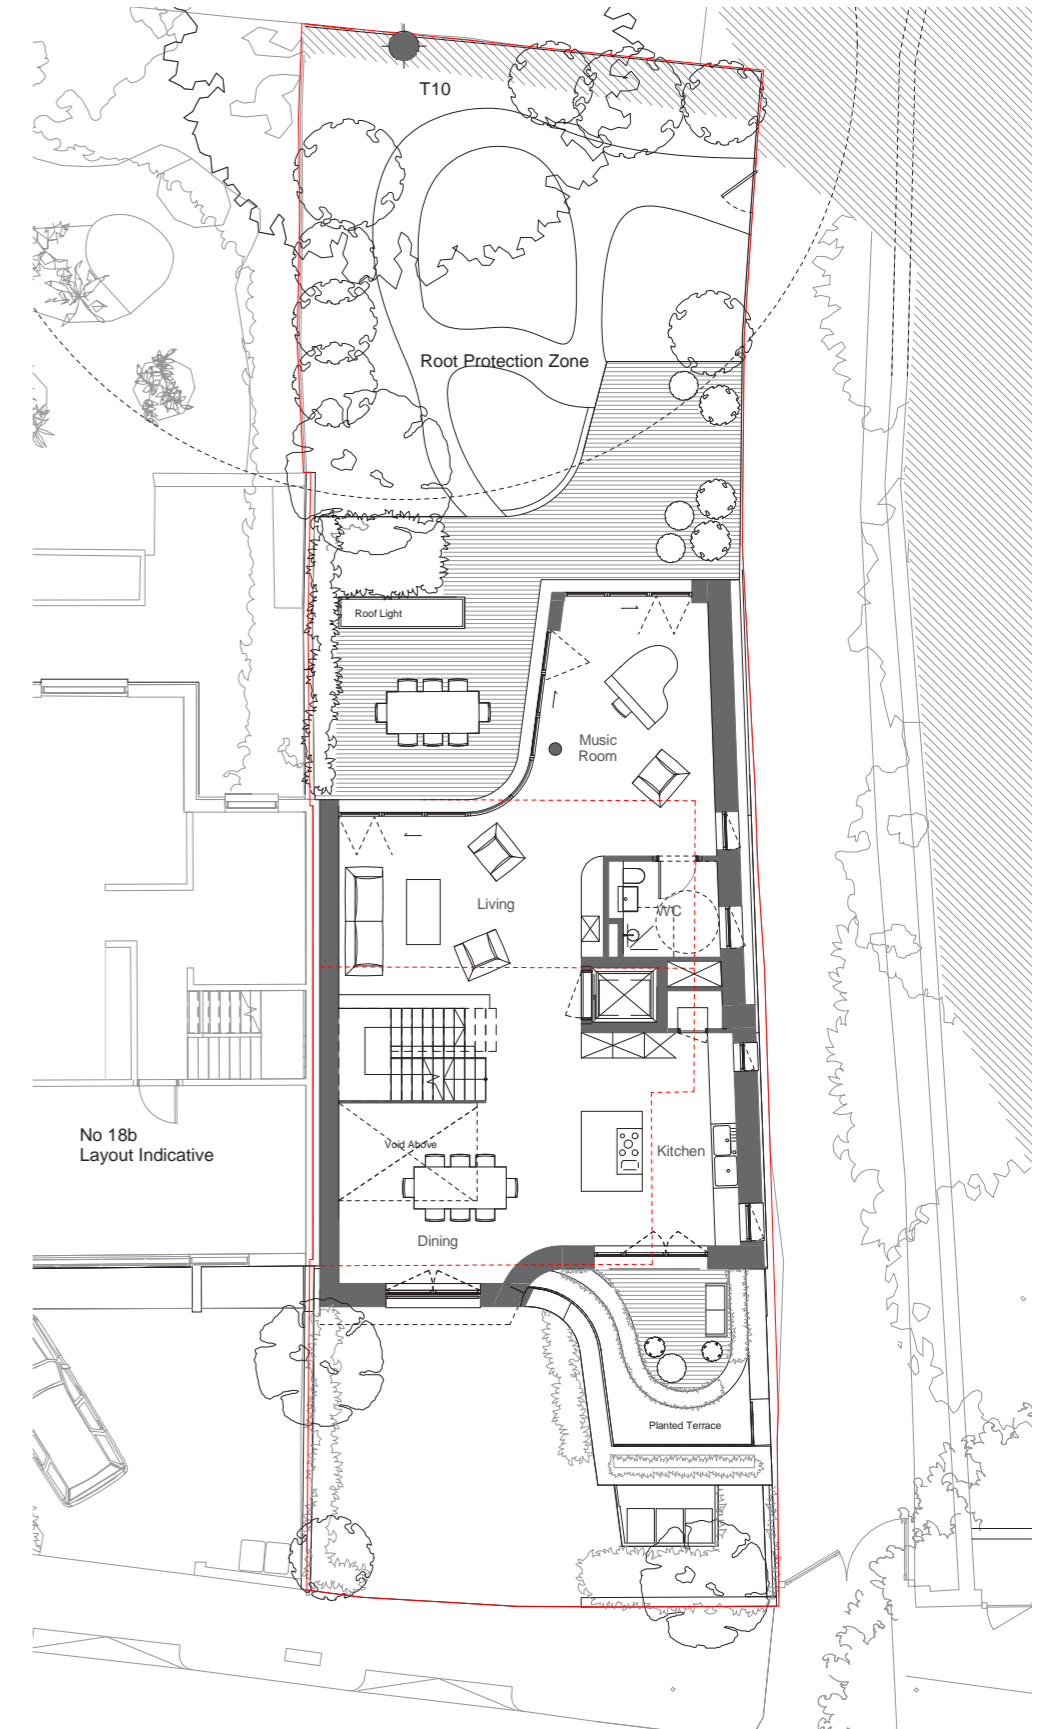 T10
Root Protection Zone
Roof Light
Music
Room
Living
WC
No 18b
Layout Indicative
Void Above
Kitchen
Dining
Planted Terrace